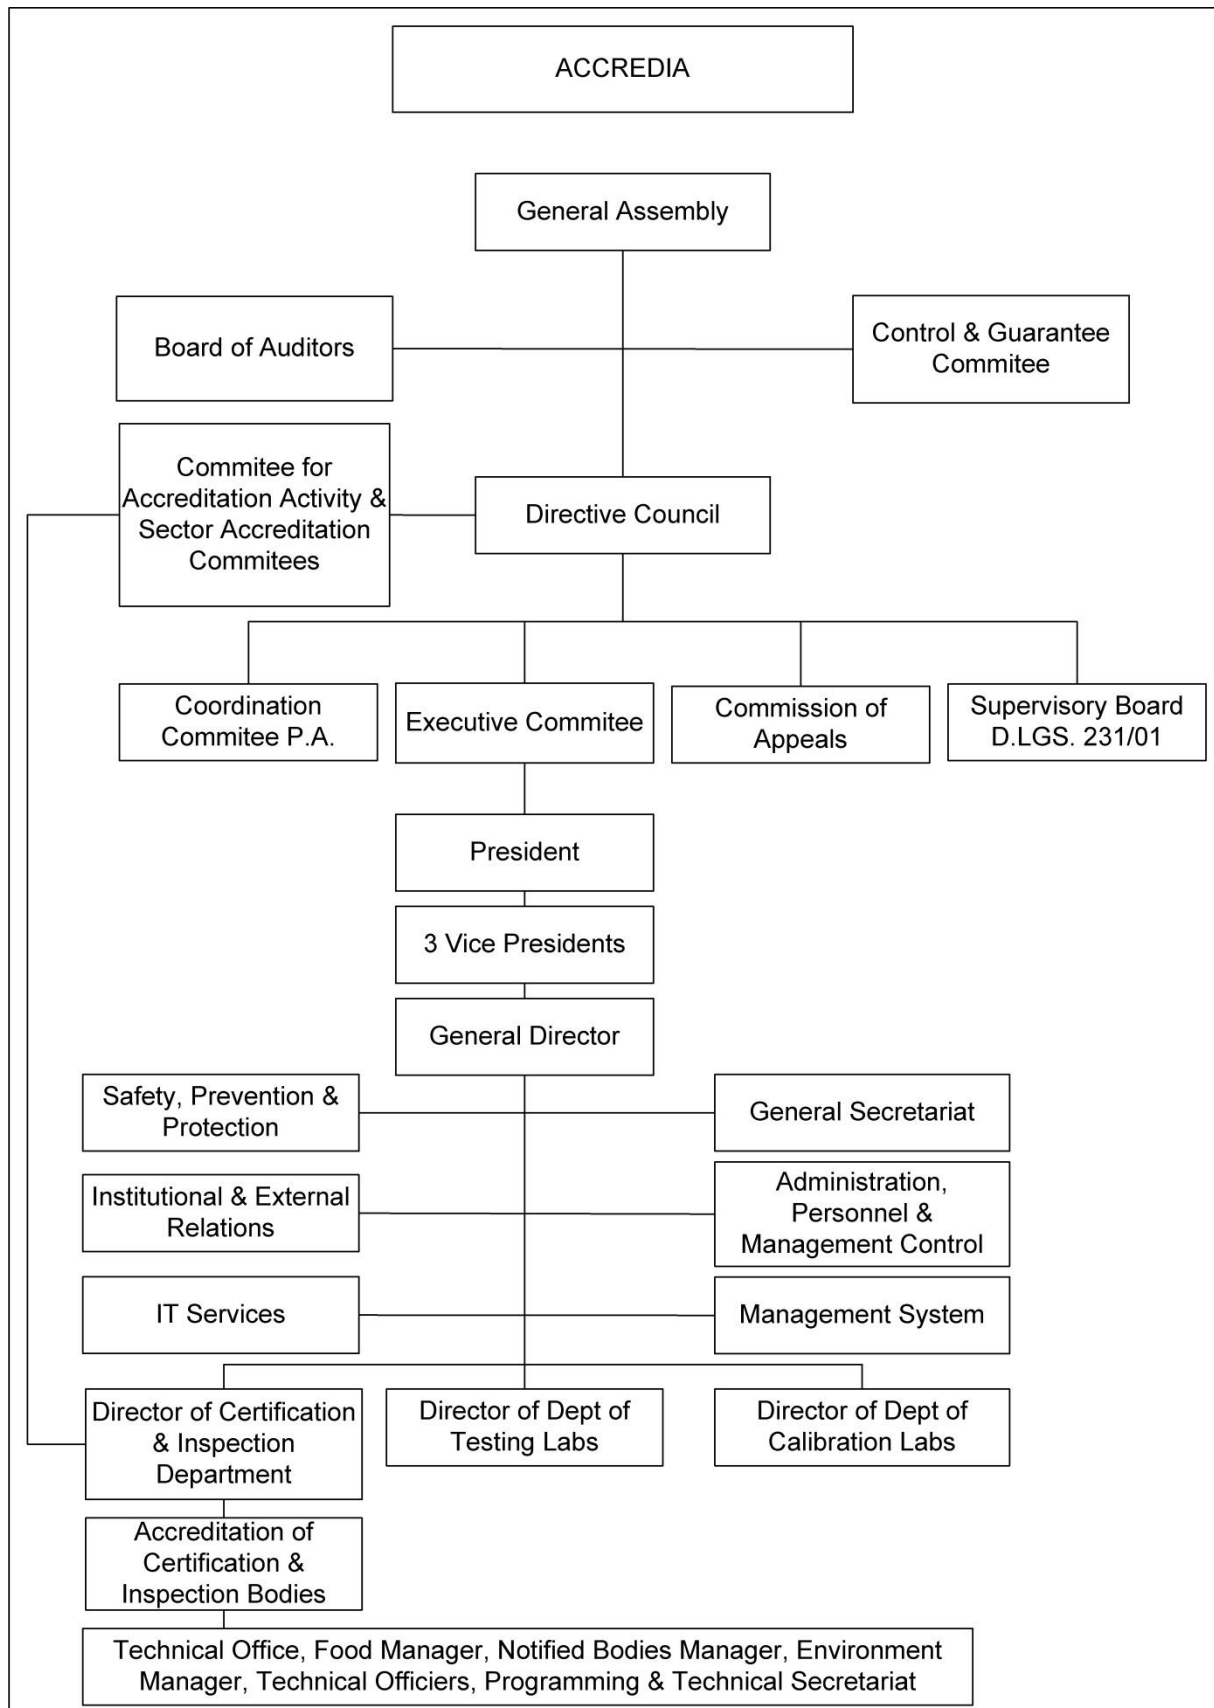 ACCREDIA
General Assembly
Board of Auditors
Control & Guarantee
Commitee
Commitee for
Accreditation Activity &
Sector Accreditation
Commitees
Directive Council
Coordination
Commitee P.A.
Executive Commitee
Commission of
Appeals
Supervisory Board
D.LGS. 231/01
President
3 Vice Presidents
General Director
Safety, Prevention &
Protection
General Secretariat
Institutional & External
Relations
Administration,
Personnel &
Management Control
IT Services
Management System
Director of Certification
& Inspection
Department
Director of Dept of
Testing Labs
Director of Dept of
Calibration Labs
Accreditation of
Certification &
Inspection Bodies
Technical Office, Food Manager, Notified Bodies Manager, Environment
Manager, Technical Officiers, Programming & Technical Secretariat